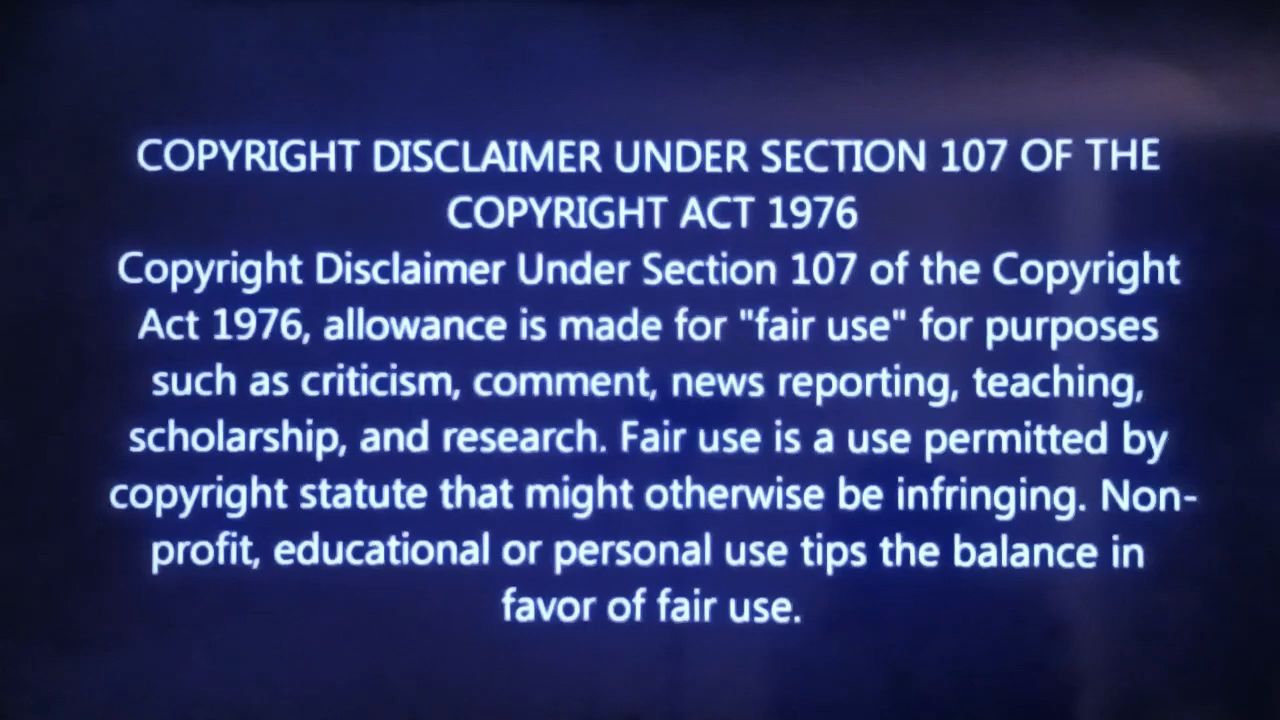 COPYRIGHT DISCLAIMER UNDER SECTION 107 OF THE
COPYRIGHT ACT 1976
Copyright Disclaimer Under Section 107 of the Copyright
Act 1976, allowance is made for "fair use" for purposes
such as criticism, comment, news reporting, teaching,
scholarship, and research. Fair use is a use permitted by
copyright statute that might otherwise be infringing. Non-
profit, educational or personal use tips the balance in
favor of fair use.